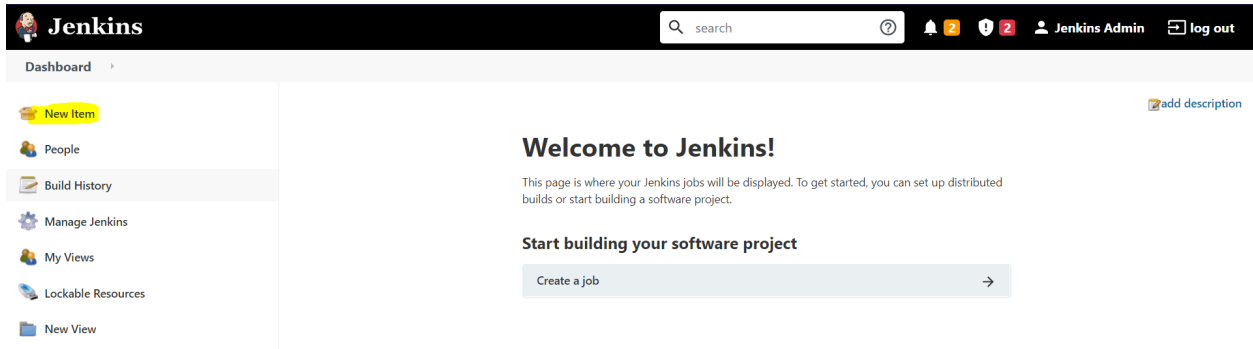 Jenkins
search
2
2
Jenkins Admin
log out
Dashboard
New Item
People
Build History
Manage Jenkins
My Views
Lockable Resources
New View
add description
Welcome to Jenkins!
This page is where your Jenkins jobs will be displayed. To get started, you can set up distributed
builds or start building a software project.
Start building your software project
Create a job